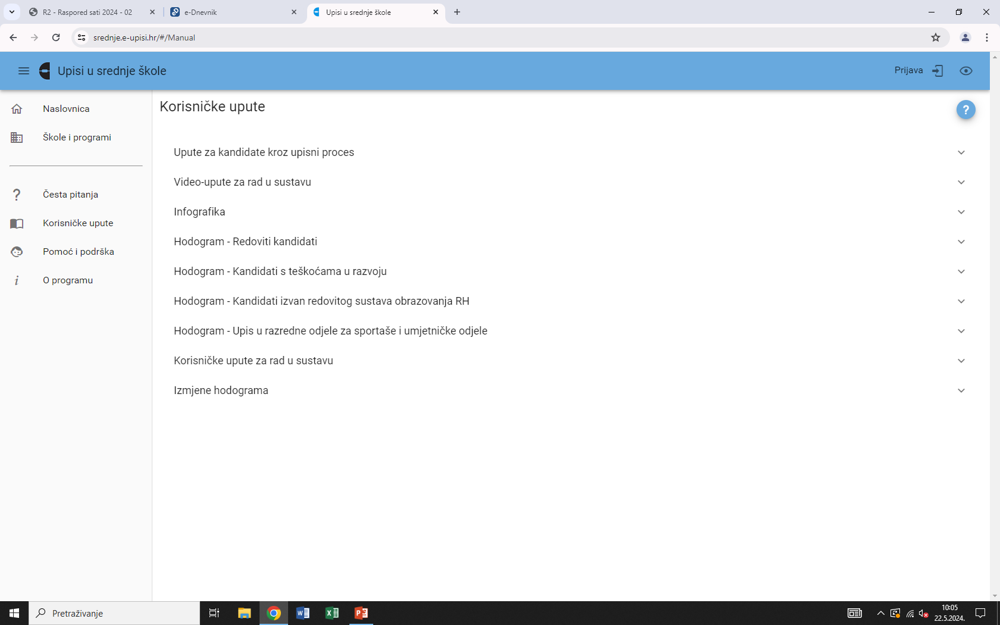 R2 - Raspored sati 2024 - 02
e-Dnevnik
Upisi u srednje škole
srednje.e-upisi.hr/#/Manual
Upisi u srednje škole
Prijava
Naslovnica
Škole i programi
Česta pitanja
Korisničke upute
Pomoć i podrška
O programu
Korisničke upute
?
Upute za kandidate kroz upisni proces
Video-upute za rad u sustavu
Infografika
Hodogram - Redoviti kandidati
Hodogram - Kandidati s teškoćama u razvoju
Hodogram - Kandidati izvan redovitog sustava obrazovanja RH
Hodogram - Upis u razredne odjele za sportaše i umjetničke odjele
Korisničke upute za rad u sustavu
Izmjene hodograma
Pretraživanje
10:05
22.5.2024.